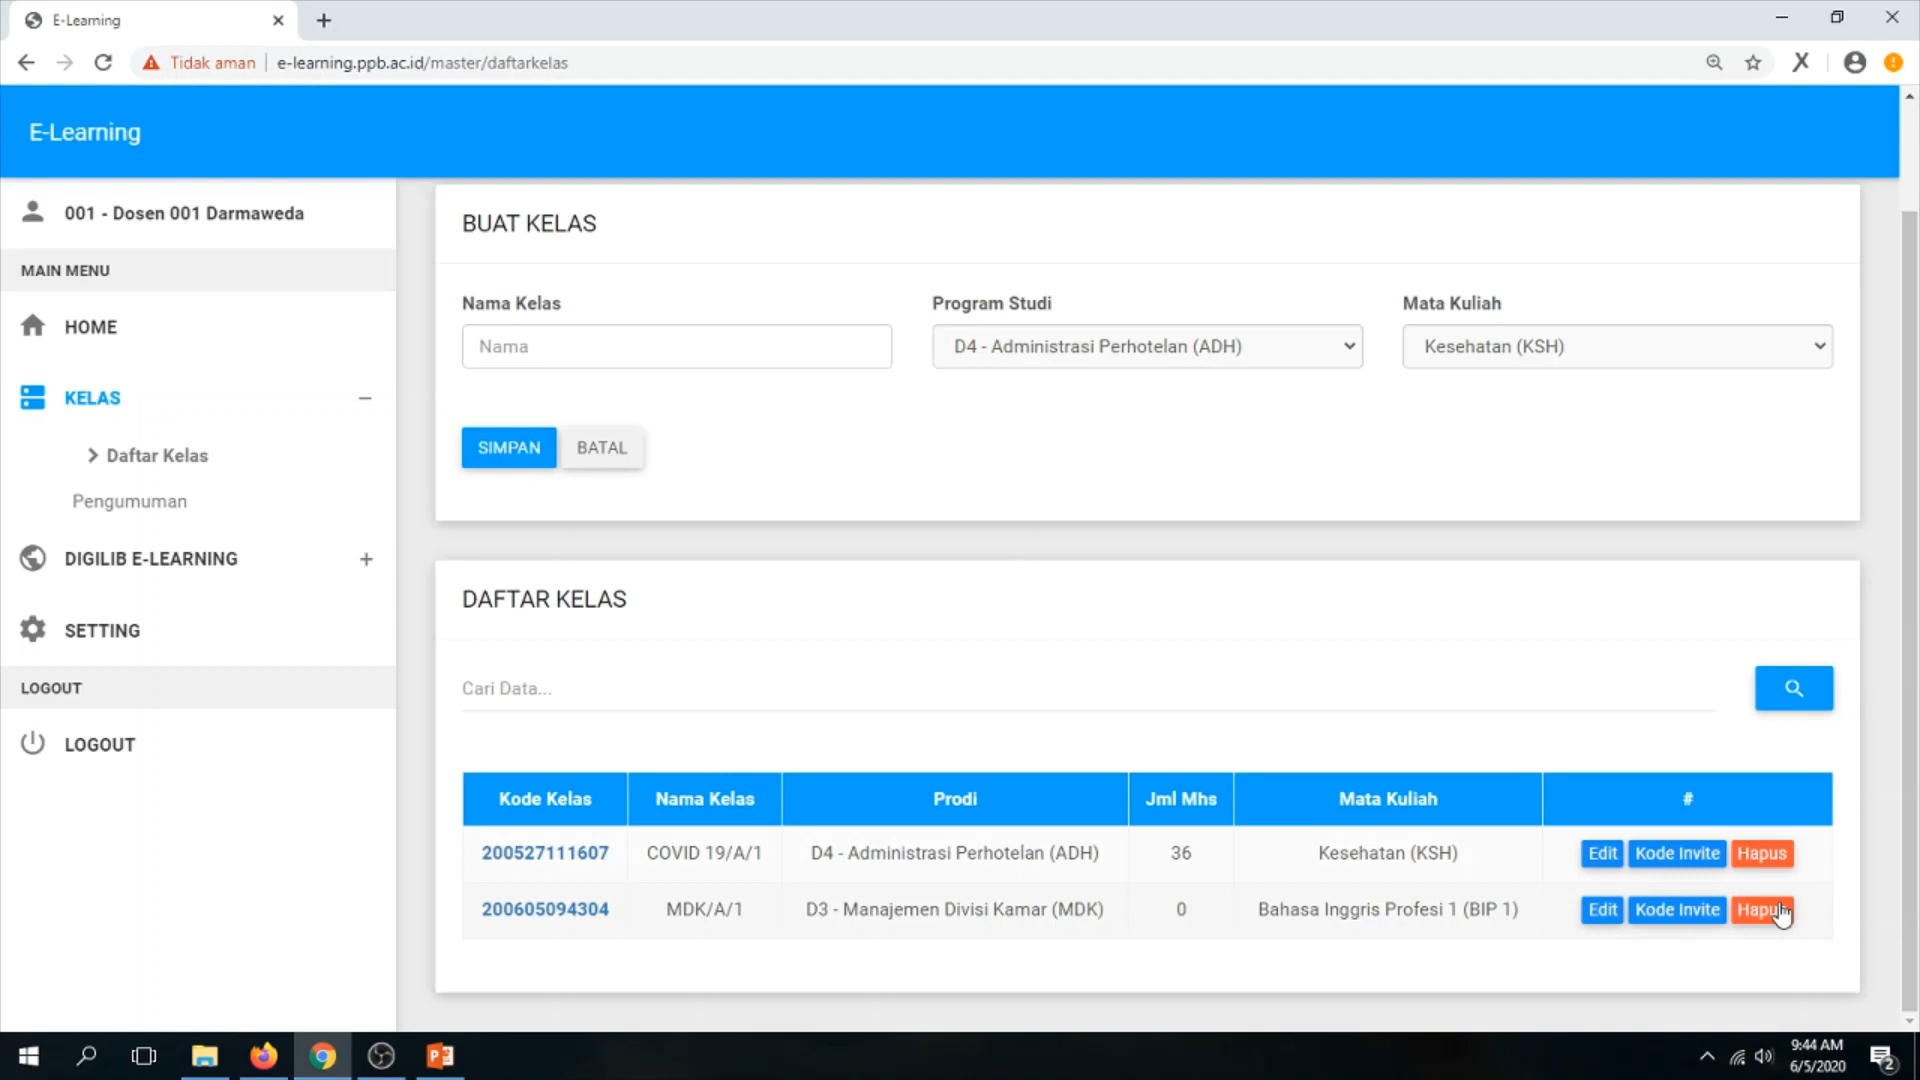 E-Learning
Tidak aman e-learning.ppb.ac.id/master/daftarkelas
E-Learning
001 - Dosen 001 Darmaweda
MAIN MENU
HOME
KELAS
Daftar Kelas
Pengumuman
DIGILIB E-LEARNING
SETTING
LOGOUT
LOGOUT
BUAT KELAS
Nama Kelas Program Studi Mata Kuliah
Nama D4 - Administrasi Perhotelan (ADH) Kesehatan (KSH)
SIMPAN BATAL
DAFTAR KELAS
Cari Data...
Kode Kelas Nama Kelas Prodi Jml Mhs Mata Kuliah #
200527111607 COVID 19/A/1 D4 - Administrasi Perhotelan (ADH) 36 Kesehatan (KSH) Edit Kode Invite Hapus
200605094304 MDK/A/1 D3 - Manajemen Divisi Kamar (MDK) 0 Bahasa Inggris Profesi 1 (BIP 1) Edit Kode Invite Hapus
9:44 AM
6/5/2020
2